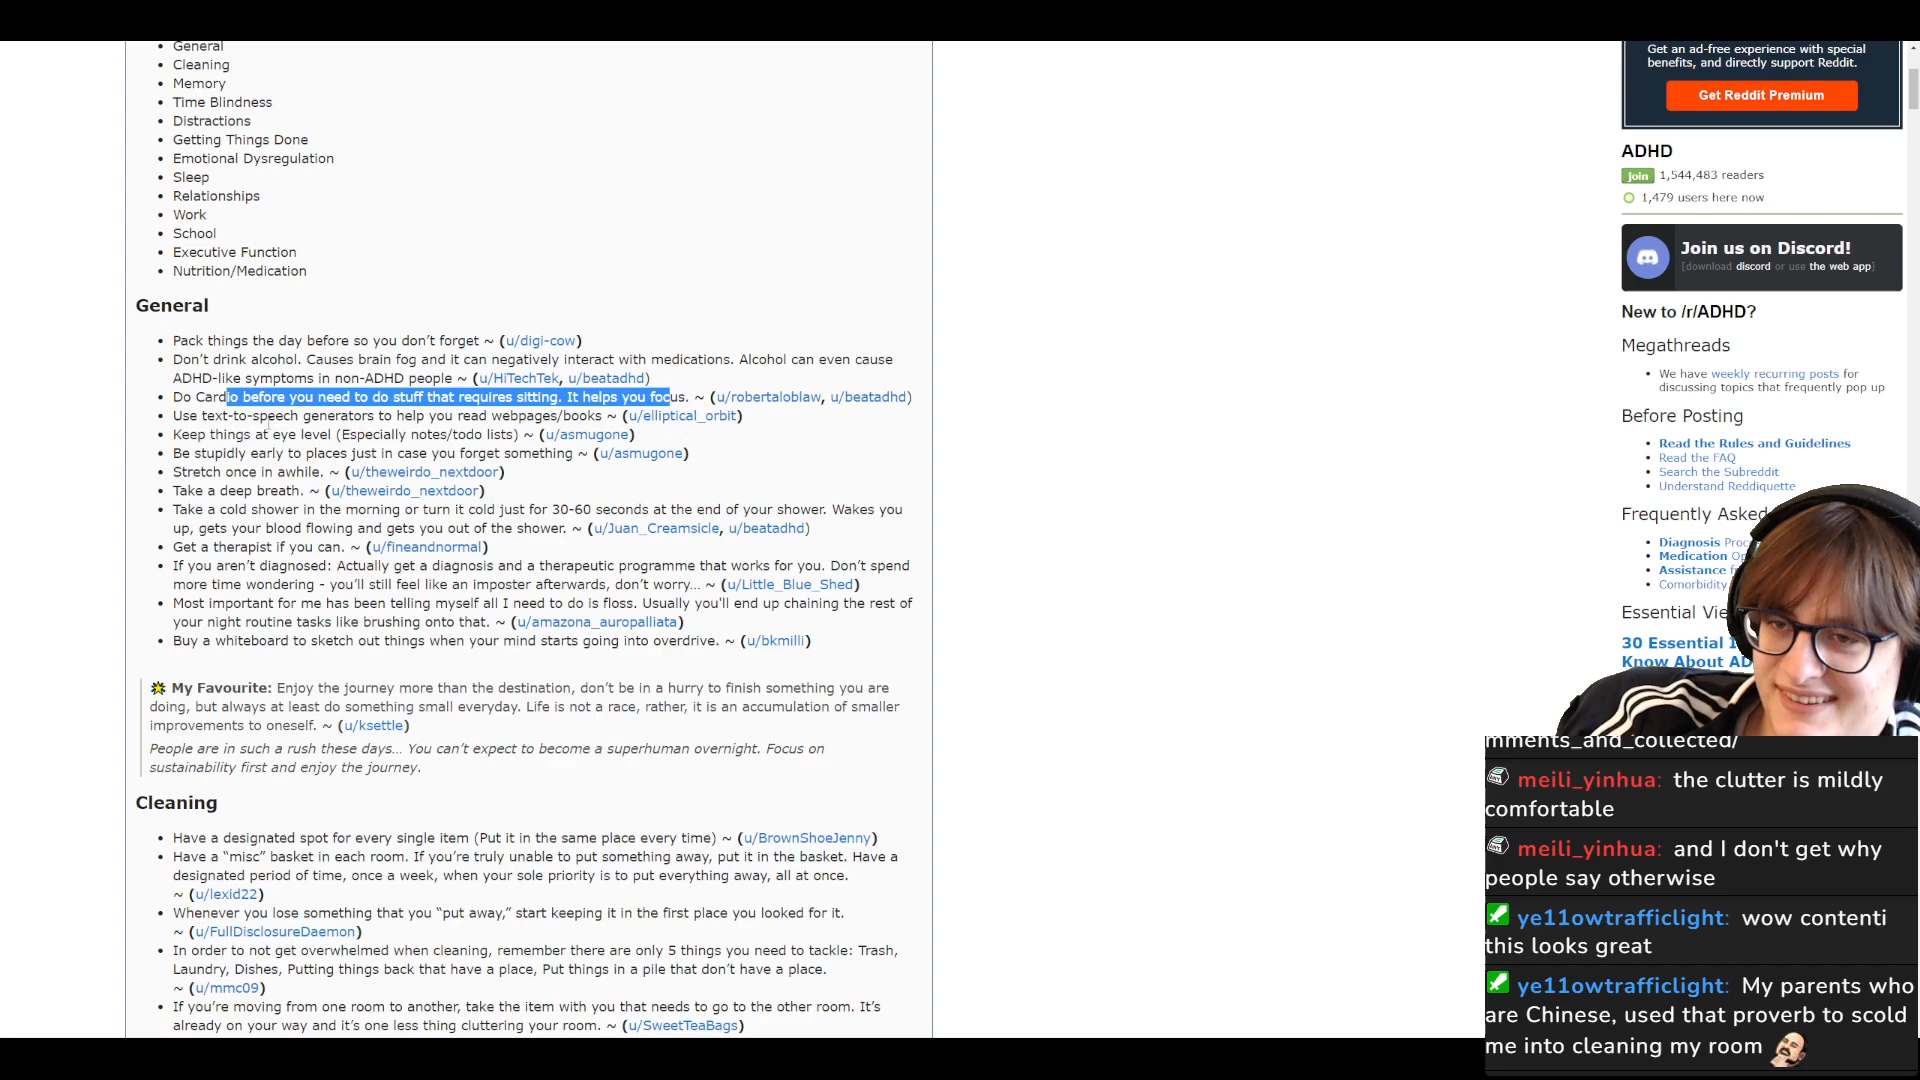 General
Cleaning
Memory
Time Blindness
Distractions
Getting Things Done
Emotional Dysregulation
Sleep
Relationships
Work
School
Executive Function
Nutrition/Medication
General
Pack things the day before so you don’t forget ~ (u/digi-cow)
Don’t drink alcohol. Causes brain fog and it can negatively interact with medications. Alcohol can even cause
ADHD-like symptoms in non-ADHD people ~ (u/HiTechTek, u/beatadhd)
Do Cardio before you need to do stuff that requires sitting. It helps you focus. ~ (u/robertaloblaw, u/beatadhd)
Use text-to-speech generators to help you read webpages/books ~ (u/elliptical_orbit)
Keep things at eye level (Especially notes/todo lists) ~ (u/asmugone)
Be stupidly early to places just in case you forget something ~ (u/asmugone)
Stretch once in awhile. ~ (u/theweirdo_nextdoor)
Take a deep breath. ~ (u/theweirdo_nextdoor)
Take a cold shower in the morning or turn it cold just for 30-60 seconds at the end of your shower. Wakes you
up, gets your blood flowing and gets you out of the shower. ~ (u/Juan_Creamsicle, u/beatadhd)
Get a therapist if you can. ~ (u/fineandnormal)
If you aren’t diagnosed: Actually get a diagnosis and a therapeutic programme that works for you. Don’t spend
more time wondering - you’ll still feel like an imposter afterwards, don’t worry… ~ (u/Little_Blue_Shed)
Most important for me has been telling myself all I need to do is floss. Usually you'll end up chaining the rest of
your night routine tasks like brushing onto that. ~ (u/amazona_auropalliata)
Buy a whiteboard to sketch out things when your mind starts going into overdrive. ~ (u/bkmilli)
My Favourite: Enjoy the journey more than the destination, don’t be in a hurry to finish something you are
doing, but always at least do something small everyday. Life is not a race, rather, it is an accumulation of smaller
improvements to oneself. ~ (u/ksettle)
People are in such a rush these days… You can’t expect to become a superhuman overnight. Focus on
sustainability first and enjoy the journey.
Cleaning
Have a designated spot for every single item (Put it in the same place every time) ~ (u/BrownShoeJenny)
Have a “misc” basket in each room. If you’re truly unable to put something away, put it in the basket. Have a
designated period of time, once a week, when your sole priority is to put everything away, all at once.
~ (u/lexid22)
Whenever you lose something that you “put away,” start keeping it in the first place you looked for it.
~ (u/FullDisclosureDaemon)
In order to not get overwhelmed when cleaning, remember there are only 5 things you need to tackle: Trash,
Laundry, Dishes, Putting things back that have a place, Put things in a pile that don’t have a place.
~ (u/mmc09)
If you’re moving from one room to another, take the item with you that needs to go to the other room. It’s
already on your way and it’s one less thing cluttering your room. ~ (u/SweetTeaBags)
Get an ad-free experience with special
benefits, and directly support Reddit.
Get Reddit Premium
ADHD
join 1,544,483 readers
1,479 users here now
Join us on Discord!
[download discord or use the web app]
New to /r/ADHD?
Megathreads
We have weekly recurring posts for
discussing topics that frequently pop up
Before Posting
Read the Rules and Guidelines
Read the FAQ
Search the Subreddit
Understand Reddiquette
Frequently Asked
Diagnosis
Medication
Assistance
Comorbidity
Essential
30 Essential
Know About
mments_and_collected/
meili_yinhua: the clutter is mildly
comfortable
meili_yinhua: and I don't get why
people say otherwise
ye11owtrafficlight: wow contenti
this looks great
ye11owtrafficlight: My parents who
are Chinese, used that proverb to scold
me into cleaning my room